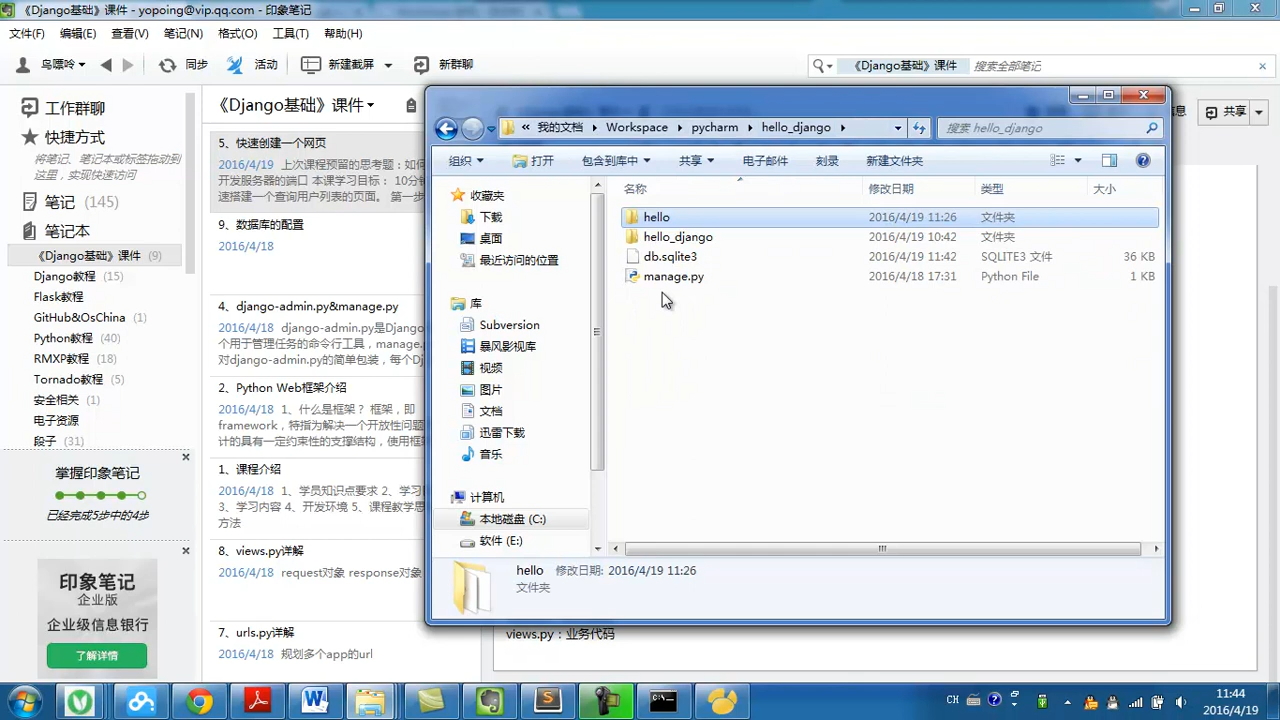 《Django基础》课件 - yopoing@vip.qq.com - 印象笔记
文件(F) 编辑(E) 查看(V) 笔记(N) 格式(O) 工具(T) 帮助(H)
鸟嘌呤 同步 活动 新建截屏 新群聊 《Django基础》课件 搜索全部笔记
工作群聊
快捷方式
将笔记、笔记本或标签拖动到
这里，实现快速访问
笔记 (145)
笔记本
《Django基础》课件 (9)
Django教程 (15)
Flask教程
GitHub&OsChina (1)
Python教程 (40)
RMXP教程 (18)
Tornado教程 (5)
安全相关 (1)
电子资源
段子 (31)
掌握印象笔记
已经完成5步中的4步
印象笔记
企业版
企业级信息银行
了解详情
《Django基础》课件
5、快速创建一个网页
2016/4/19 上次课程预留的思考题：如
开发服务器的端口 本课学习目标： 10分
速搭建一个查询用户列表的页面。
9、数据库的配置
2016/4/18
4、django-admin.py&manage.py
2016/4/18 django-admin.py是Django
个用于管理任务的命令行工具，manage.
对django-admin.py的简单包装，每个Dj
2、Python Web框架介绍
2016/4/18 1、什么是框架？ 框架，即
framework，特指为解决一个开放性问题
计的具有一定约束性的支撑结构，使用框
1、课程介绍
2016/4/18 1、学员知识点要求 2、学习
3、学习内容 4、开发环境 5、课程教学思
方法
8、views.py详解
2016/4/18 request对象 response对象
7、urls.py详解
2016/4/18 规划多个app的url
息 共享
« 我的文档 Workspace pycharm hello_django 搜索 hello_django
组织 打开 包含到库中 共享 电子邮件 刻录 新建文件夹
收藏夹
下载
桌面
最近访问的位置
库
Subversion
暴风影视库
视频
图片
文档
迅雷下载
音乐
计算机
本地磁盘 (C:)
软件 (E:)
名称 修改日期 类型 大小
hello 2016/4/19 11:26 文件夹
hello_django 2016/4/19 10:42 文件夹
db.sqlite3 2016/4/19 11:42 SQLITE3 文件 36 KB
manage.py 2016/4/18 17:31 Python File 1 KB
hello 修改日期: 2016/4/19 11:26
文件夹
views.py：业务代码
CH
11:44
2016/4/19